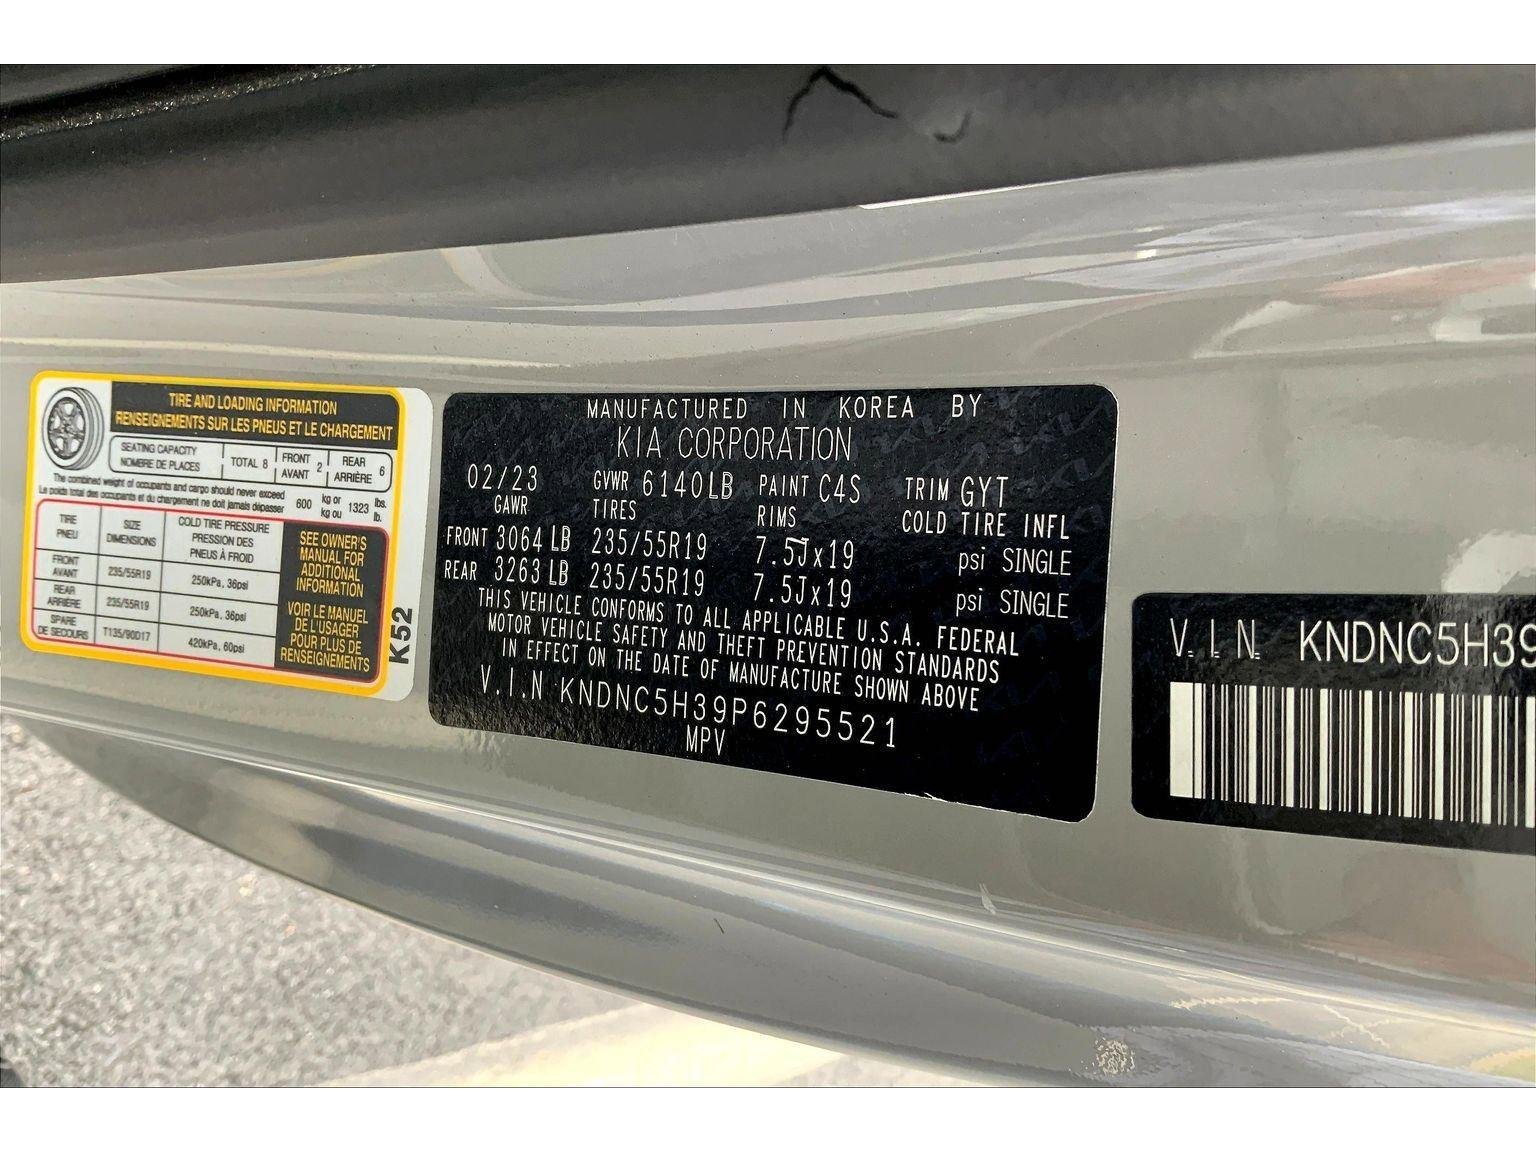 TIRE AND LOADING INFORMATION
RENSEIGNEMENTS SUR LES PNEUS ET LE CHARGEMENT
SEATING CAPACITY
NOMBRE DE PLACES
TOTAL 8
FRONT
AVANT 2
REAR
ARRIÈRE 6
The combined weight of occupants and cargo should never exceed
Le poids total des occupants et du chargement ne doit jamais dépasser
600 kg or
kg ou
1323 lbs.
lb.
TIRE
PNEU
SIZE
DIMENSIONS
COLD TIRE PRESSURE
PRESSION DES
PNEUS À FROID
FRONT
AVANT
235/55R19
250kPa, 36psi
REAR
ARRIÈRE
235/55R19
250kPa, 36psi
SPARE
DE SECOURS
T135/90D17
420kPa, 60psi
SEE OWNER'S
MANUAL FOR
ADDITIONAL
INFORMATION
VOIR LE MANUEL
DE L'USAGER
POUR PLUS DE
RENSEIGNEMENTS
K52
MANUFACTURED IN KOREA BY
KIA CORPORATION
02/23 GVWR 6140LB PAINT C4S TRIM GYT
GAWR TIRES RIMS COLD TIRE INFL
FRONT 3064 LB 235/55R19 7.5Jx19 psi SINGLE
REAR 3263 LB 235/55R19 7.5Jx19 psi SINGLE
THIS VEHICLE CONFORMS TO ALL APPLICABLE U.S.A. FEDERAL
MOTOR VEHICLE SAFETY AND THEFT PREVENTION STANDARDS
IN EFFECT ON THE DATE OF MANUFACTURE SHOWN ABOVE
V.I.N KNDNC5H39P6295521
MPV
V.I.N. KNDNC5H39